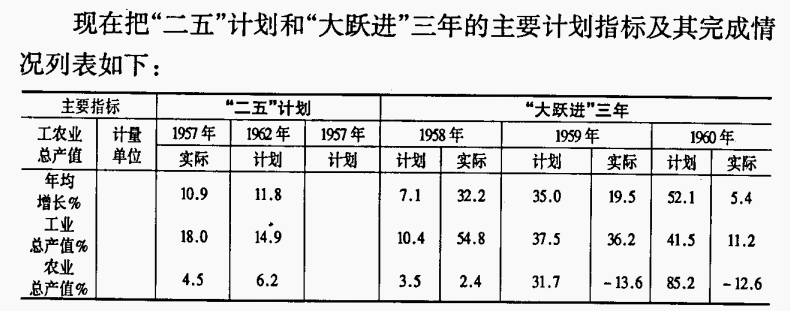 现在把“二五”计划和“大跃进”三年的主要计划指标及其完成情
况列表如下：
主要指标 “二五”计划 “大跃进”三年
工农业 计量 1957年 1962年 1957年 1958年 1959年 1960年
总产值 单位 实际 计划 计划 计划 实际 计划 实际 计划 实际
年均
增长% 10.9 11.8 7.1 32.2 35.0 19.5 52.1 5.4
工业
总产值% 18.0 14.9 10.4 54.8 37.5 36.2 41.5 11.2
农业
总产值% 4.5 6.2 3.5 2.4 31.7 -13.6 85.2 -12.6